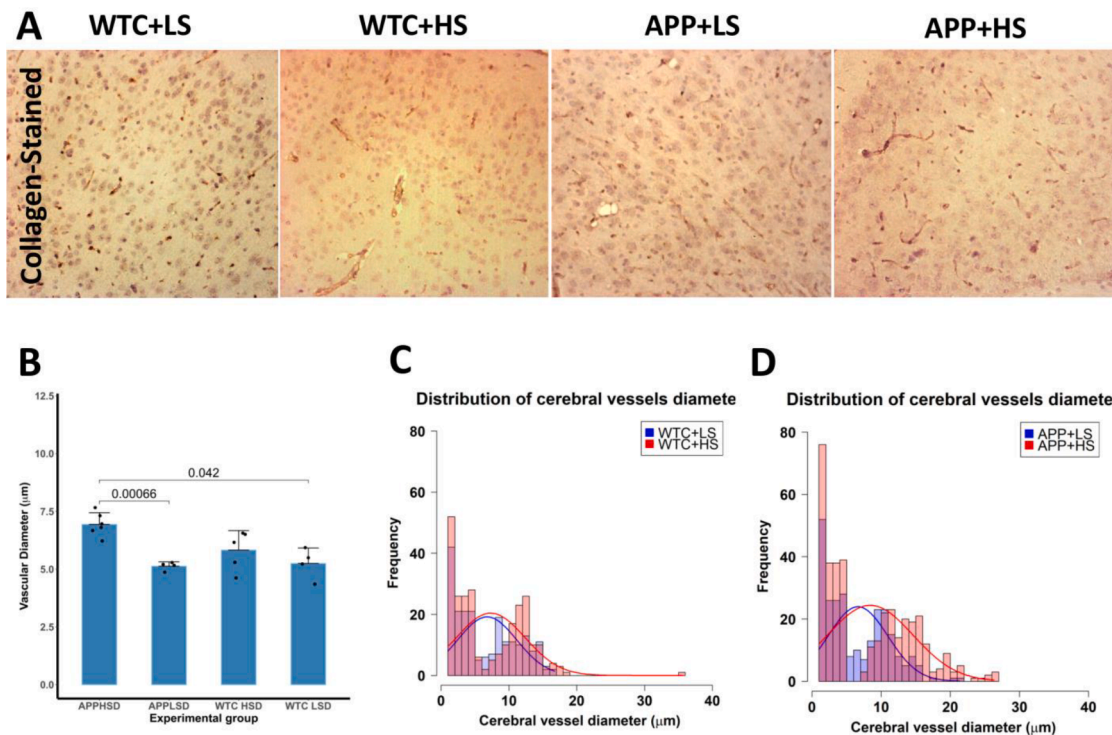 A
WTC+LS
WTC+HS
APP+LS
APP+HS
Collagen-Stained
B
12.5
10.0
7.5
5.0
2.5
0.0
Vascular Diameter (μm)
0.042
0.00066
APPHSD
APPLSD
WTC HSD
WTC LSD
Experimental group
C
Distribution of cerebral vessels diamete
WTC+LS
WTC+HS
80
60
40
20
0
Frequency
0
10
20
30
40
Cerebral vessel diameter (μm)
D
Distribution of cerebral vessels diamete
APP+LS
APP+HS
80
60
40
20
0
Frequency
0
10
20
30
40
Cerebral vessel diameter (μm)